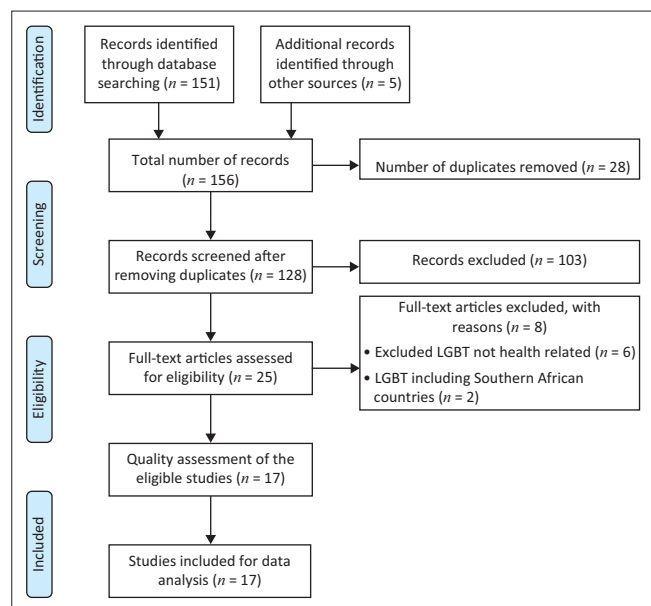 Identification
Records identified
through database
searching (n = 151)
Additional records
identified through
other sources (n = 5)
Total number of records
(n = 156)
Number of duplicates removed (n = 28)
Screening
Records screened after
removing duplicates (n = 128)
Records excluded (n = 103)
Eligibility
Full-text articles assessed
for eligibility (n = 25)
Full-text articles excluded, with
reasons (n = 8)
• Excluded LGBT not health related (n = 6)
• LGBT including Southern African
countries (n = 2)
Quality assessment of the
eligible studies (n = 17)
Included
Studies included for data
analysis (n = 17)